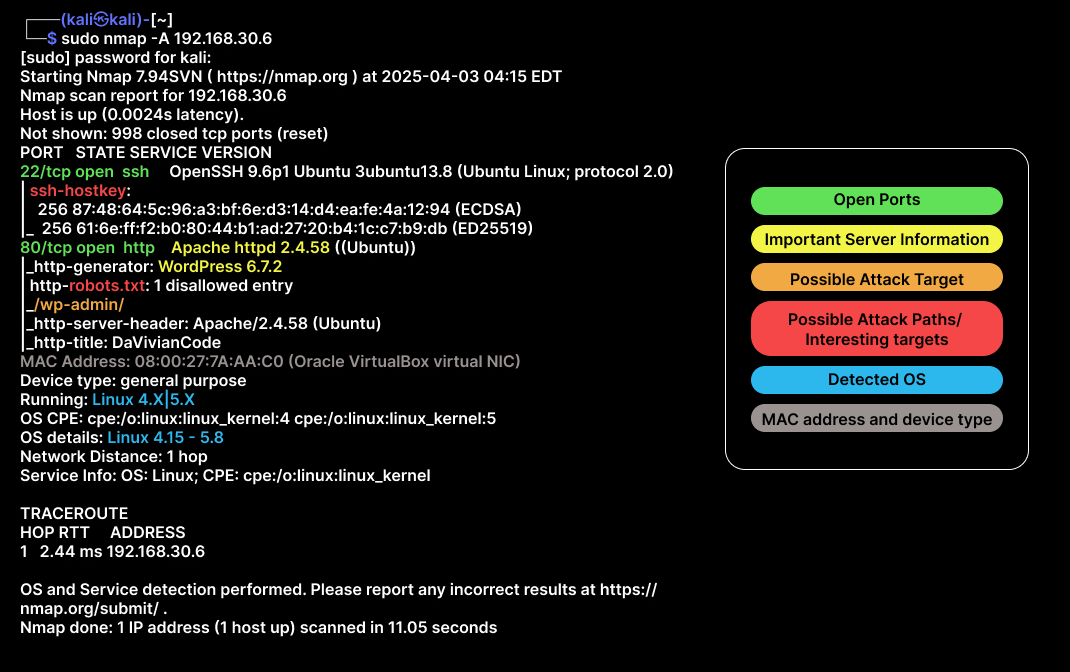 ┌──(kali㉿kali)-[~]
└─$ sudo nmap -A 192.168.30.6
[sudo] password for kali:
Starting Nmap 7.94SVN ( https://nmap.org ) at 2025-04-03 04:15 EDT
Nmap scan report for 192.168.30.6
Host is up (0.0024s latency).
Not shown: 998 closed tcp ports (reset)
PORT   STATE SERVICE VERSION
22/tcp open  ssh     OpenSSH 9.6p1 Ubuntu 3ubuntu13.8 (Ubuntu Linux; protocol 2.0)
| ssh-hostkey:
|   256 87:48:64:5c:96:a3:bf:6e:d3:14:d4:ea:fe:4a:12:94 (ECDSA)
|_  256 61:6e:ff:f2:b0:80:44:b1:ad:27:20:b4:1c:c7:b9:db (ED25519)
80/tcp open  http    Apache httpd 2.4.58 ((Ubuntu))
|_http-generator: WordPress 6.7.2
| http-robots.txt: 1 disallowed entry
|_/wp-admin/
|_http-server-header: Apache/2.4.58 (Ubuntu)
|_http-title: DaVivianCode
MAC Address: 08:00:27:7A:AA:C0 (Oracle VirtualBox virtual NIC)
Device type: general purpose
Running: Linux 4.X|5.X
OS CPE: cpe:/o:linux:linux_kernel:4 cpe:/o:linux:linux_kernel:5
OS details: Linux 4.15 - 5.8
Network Distance: 1 hop
Service Info: OS: Linux; CPE: cpe:/o:linux:linux_kernel

TRACEROUTE
HOP RTT     ADDRESS
1   2.44 ms 192.168.30.6

OS and Service detection performed. Please report any incorrect results at https://
nmap.org/submit/ .
Nmap done: 1 IP address (1 host up) scanned in 11.05 seconds
Open Ports
Important Server Information
Possible Attack Target
Possible Attack Paths/
Interesting targets
Detected OS
MAC address and device type